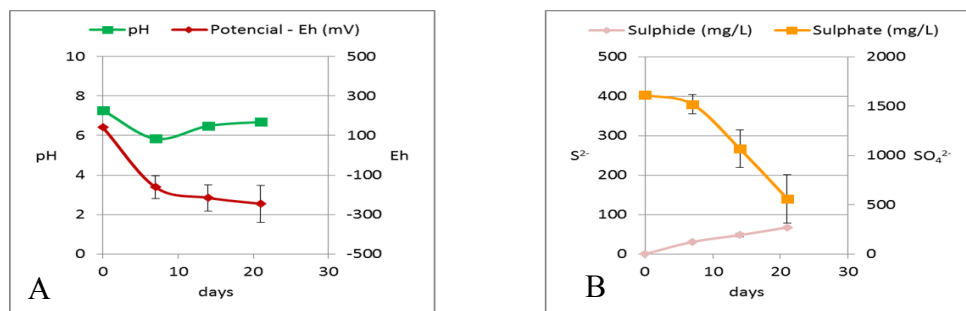 pH Potencial - Eh (mV)
10 500
8 300
6 100
pH Eh
4 -100
2 -300
0 -500
0 10 20 30
days
A
Sulphide (mg/L) Sulphate (mg/L)
500 2000
400 1500
300
S²⁻ 1000 SO₄²⁻
200
500
100
0 0
0 10 20 30
days
B